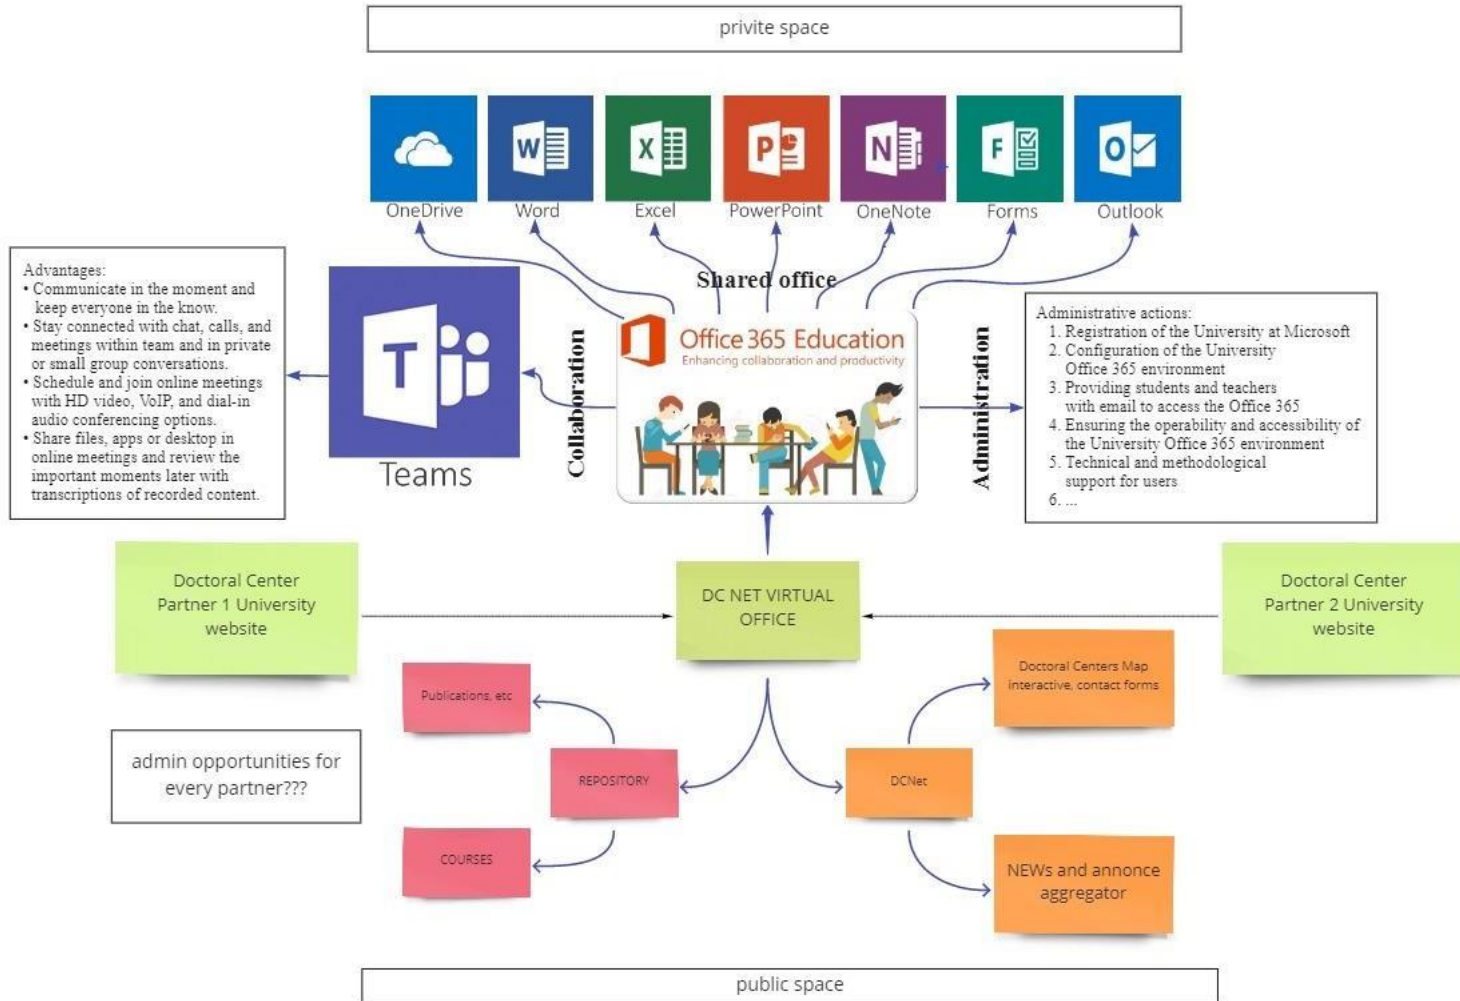 privite space
OneDrive
Word
Excel
PowerPoint
OneNote
Forms
Outlook
Advantages:
• Communicate in the moment and
keep everyone in the know.
• Stay connected with chat, calls, and
meetings within team and in private
or small group conversations.
• Schedule and join online meetings
with HD video, VoIP, and dial-in
audio conferencing options.
• Share files, apps or desktop in
online meetings and review the
important moments later with
transcriptions of recorded content.
T
Teams
Collaboration
Shared office
Office 365 Education
Enhancing collaboration and productivity
Administration
Administrative actions:
1. Registration of the University at Microsoft
2. Configuration of the University
Office 365 environment
3. Providing students and teachers
with email to access the Office 365
4. Ensuring the operability and accessibility of
the University Office 365 environment
5. Technical and methodological
support for users
6. ...
Doctoral Center
Partner 1 University
website
DC NET VIRTUAL
OFFICE
Doctoral Center
Partner 2 University
website
Publications, etc
REPOSITORY
COURSES
DCNet
Doctoral Centers Map
interactive, contact forms
NEWs and annonce
aggregator
admin opportunities for
every partner???
public space